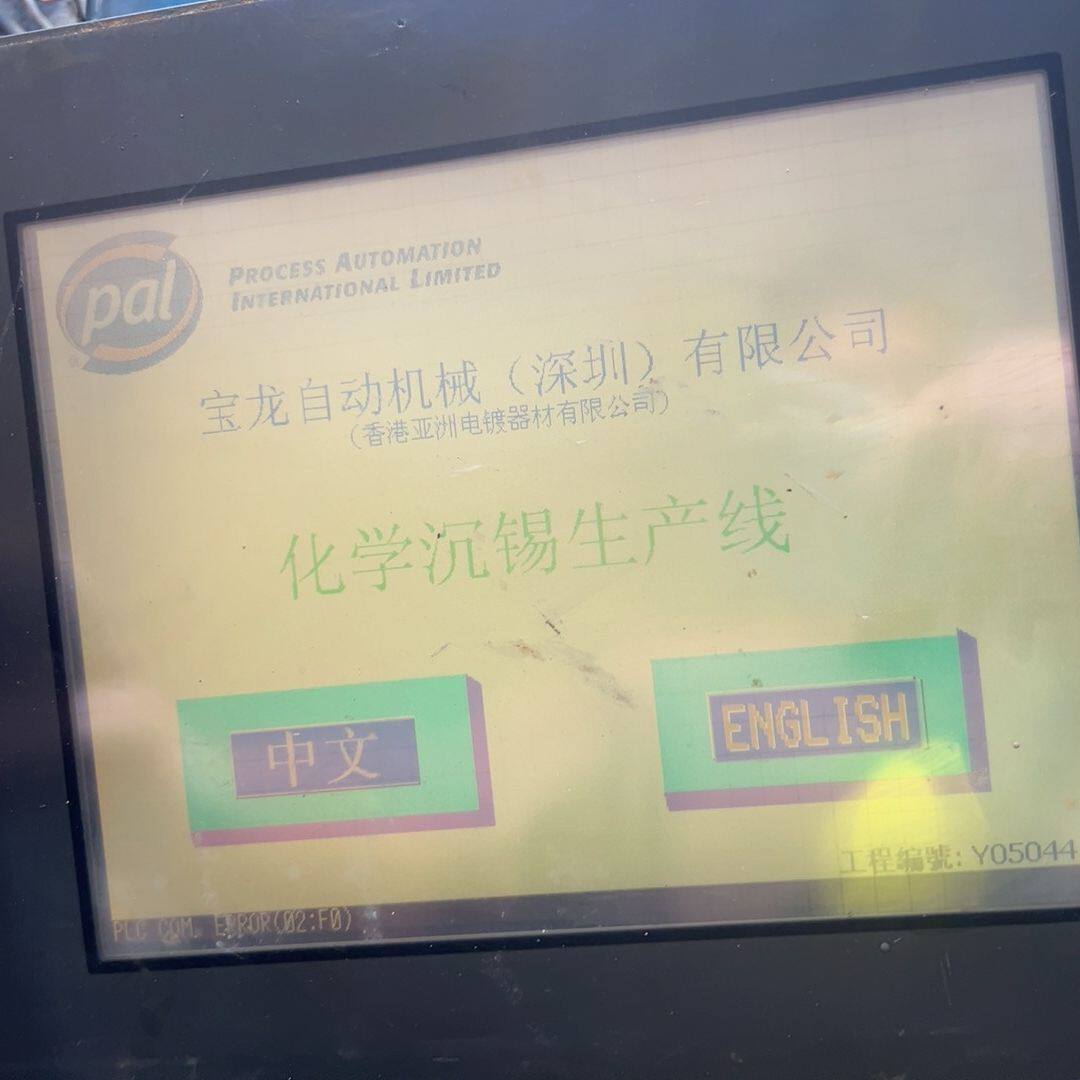 pal
PROCESS AUTOMATION
INTERNATIONAL LIMITED
宝龙自动机械（深圳）有限公司
（香港亚洲电镀器材有限公司）
化学沉锡生产线
中文
ENGLISH
工程編號: Y05044
PLC COM. ERROR(02:F0)